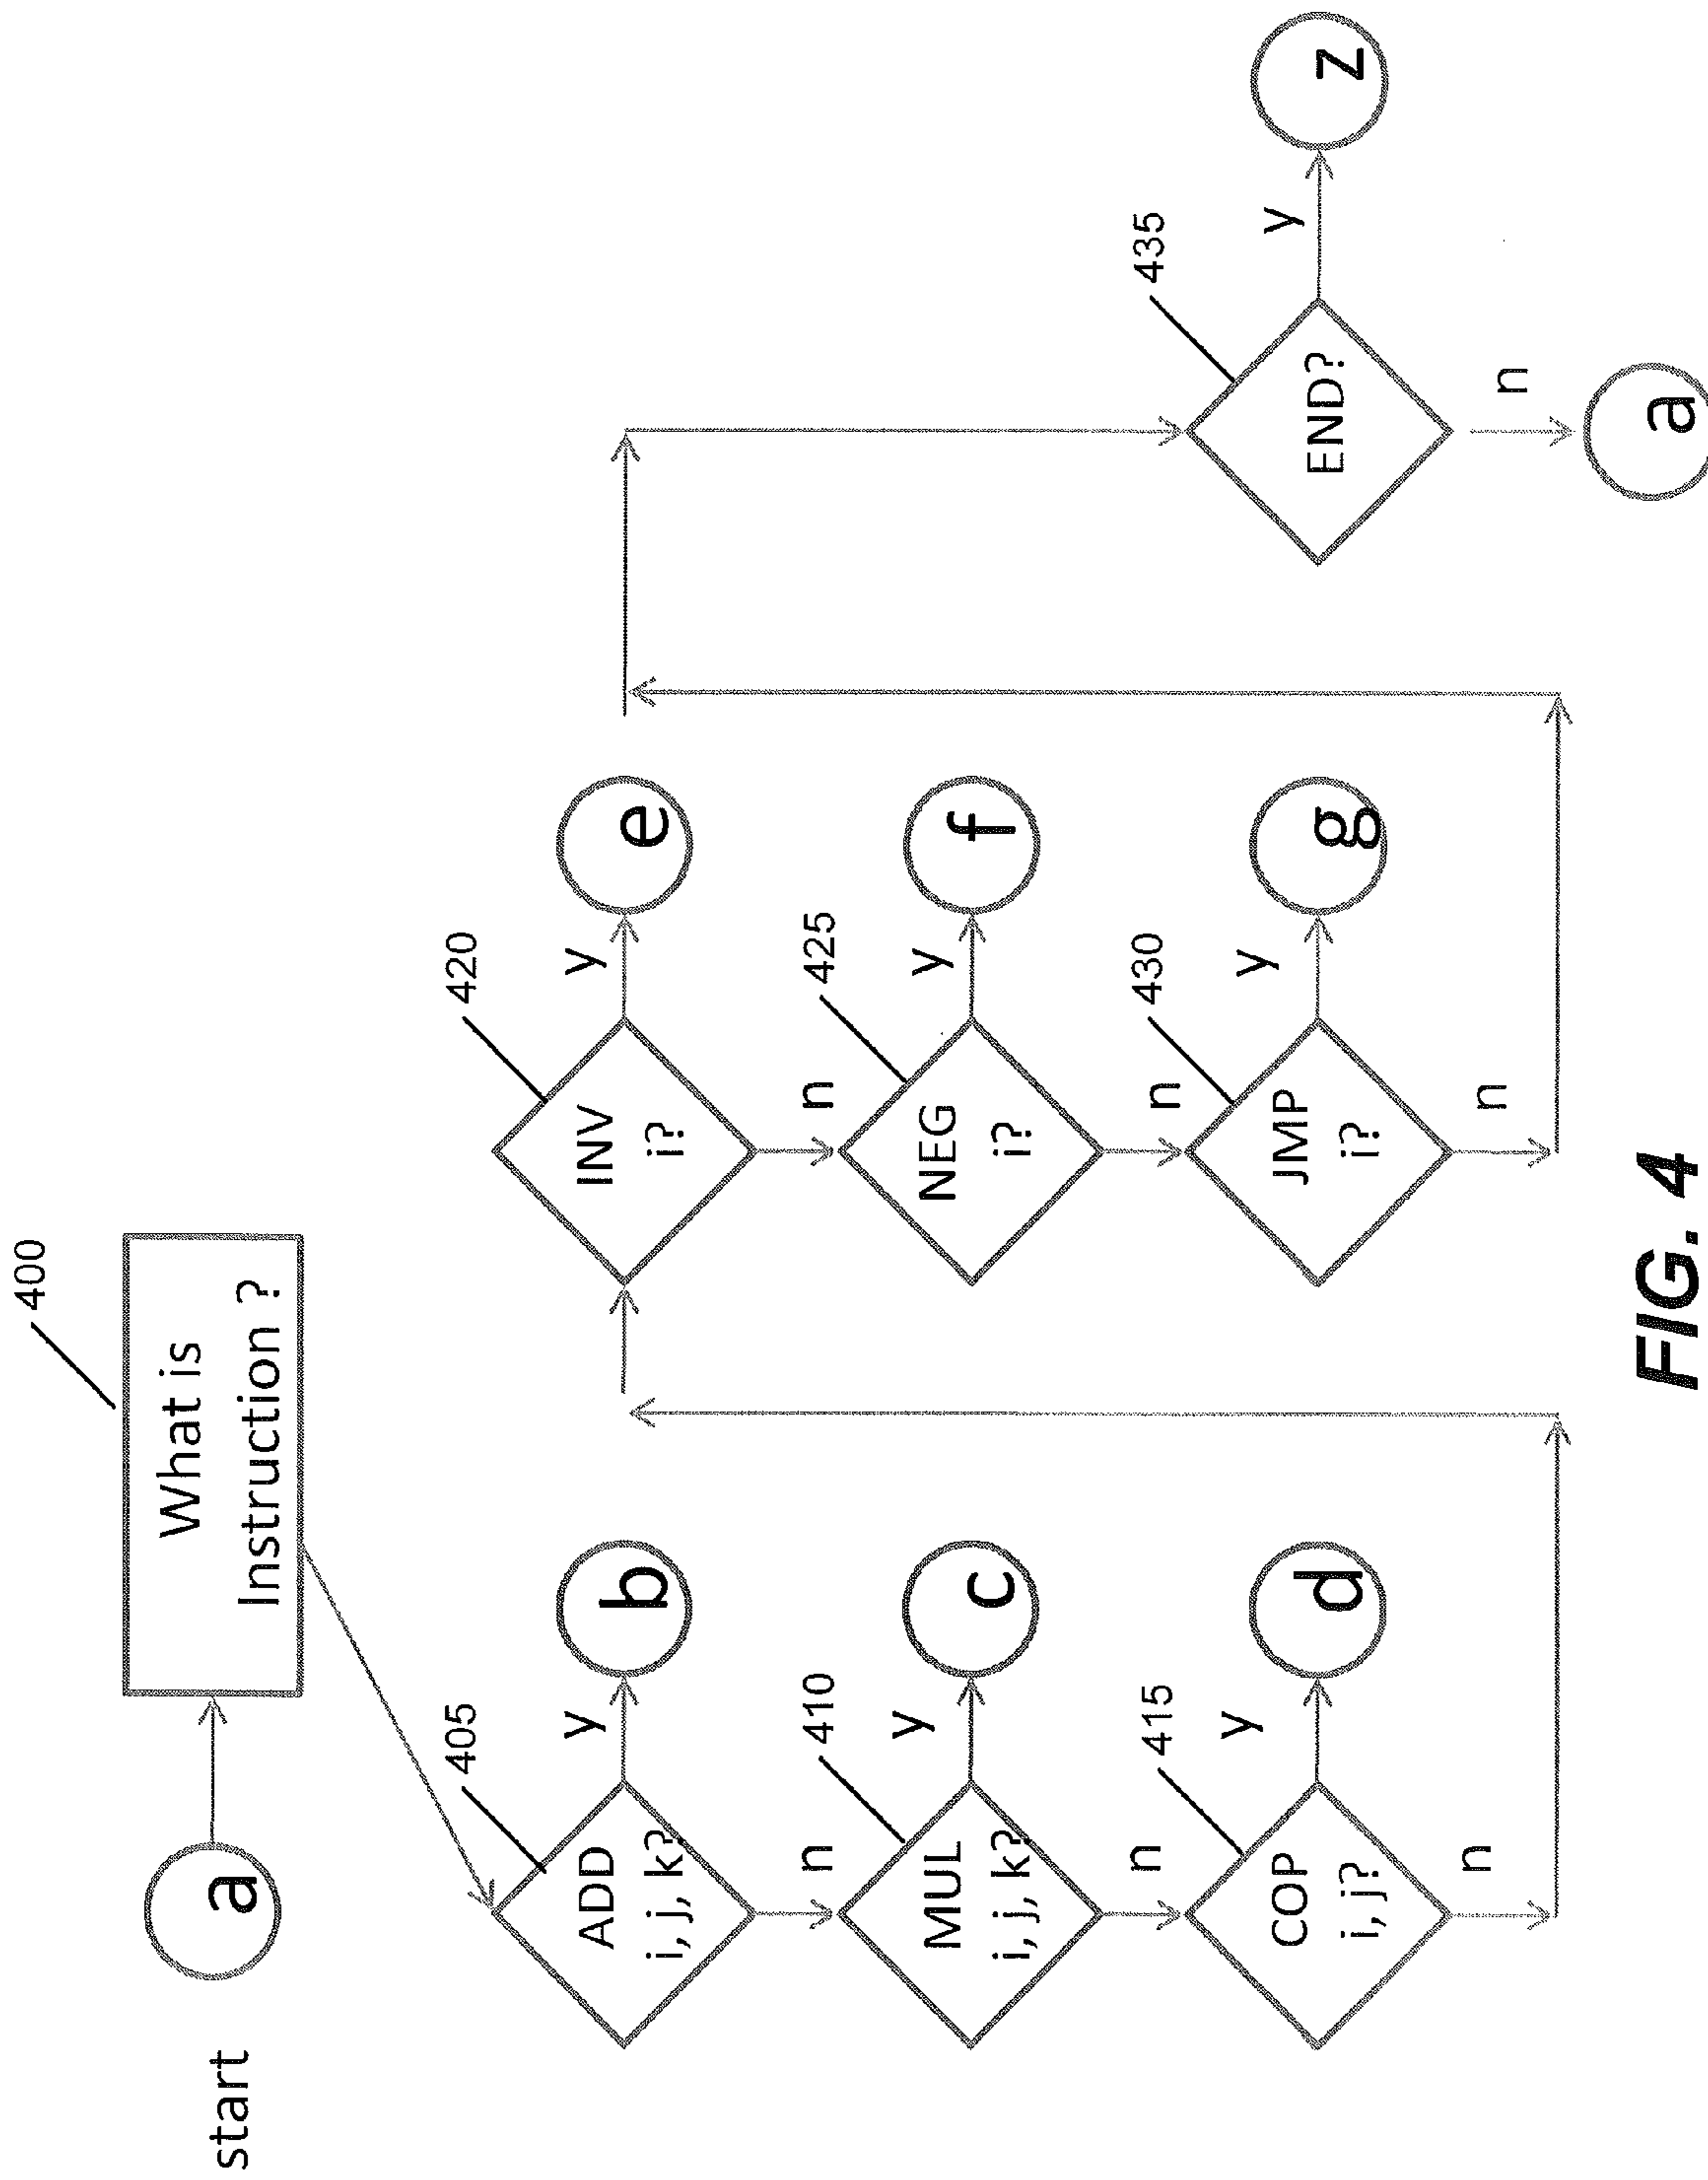 start
a
What is
Instruction ?
400
ADD
i, j, k?
405
y
b
n
MUL
i, j, k?
410
y
c
n
COP
i, j?
415
y
d
n
INV
i?
420
y
e
n
NEG
i?
425
y
f
n
JMP
i?
430
y
g
n
END?
435
y
z
n
a
FIG. 4